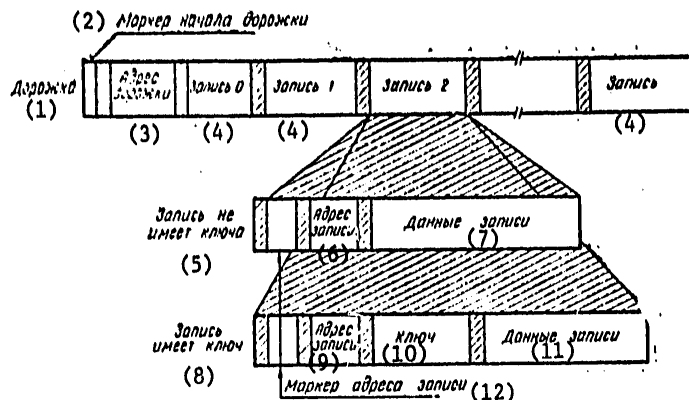 (2) Маркер начала дорожки
Дорожка
(1)
Адрес
дорожки
(3)
Запись 0
(4)
Запись 1
(4)
Запись 2
Запись
(4)
Запись не
имеет ключа
(5)
Адрес
записи
(6)
Данные записи
(7)
Запись
имеет ключ
(8)
Адрес
записи
(9)
Ключ
(10)
Данные записи
(11)
Маркер адреса записи (12)